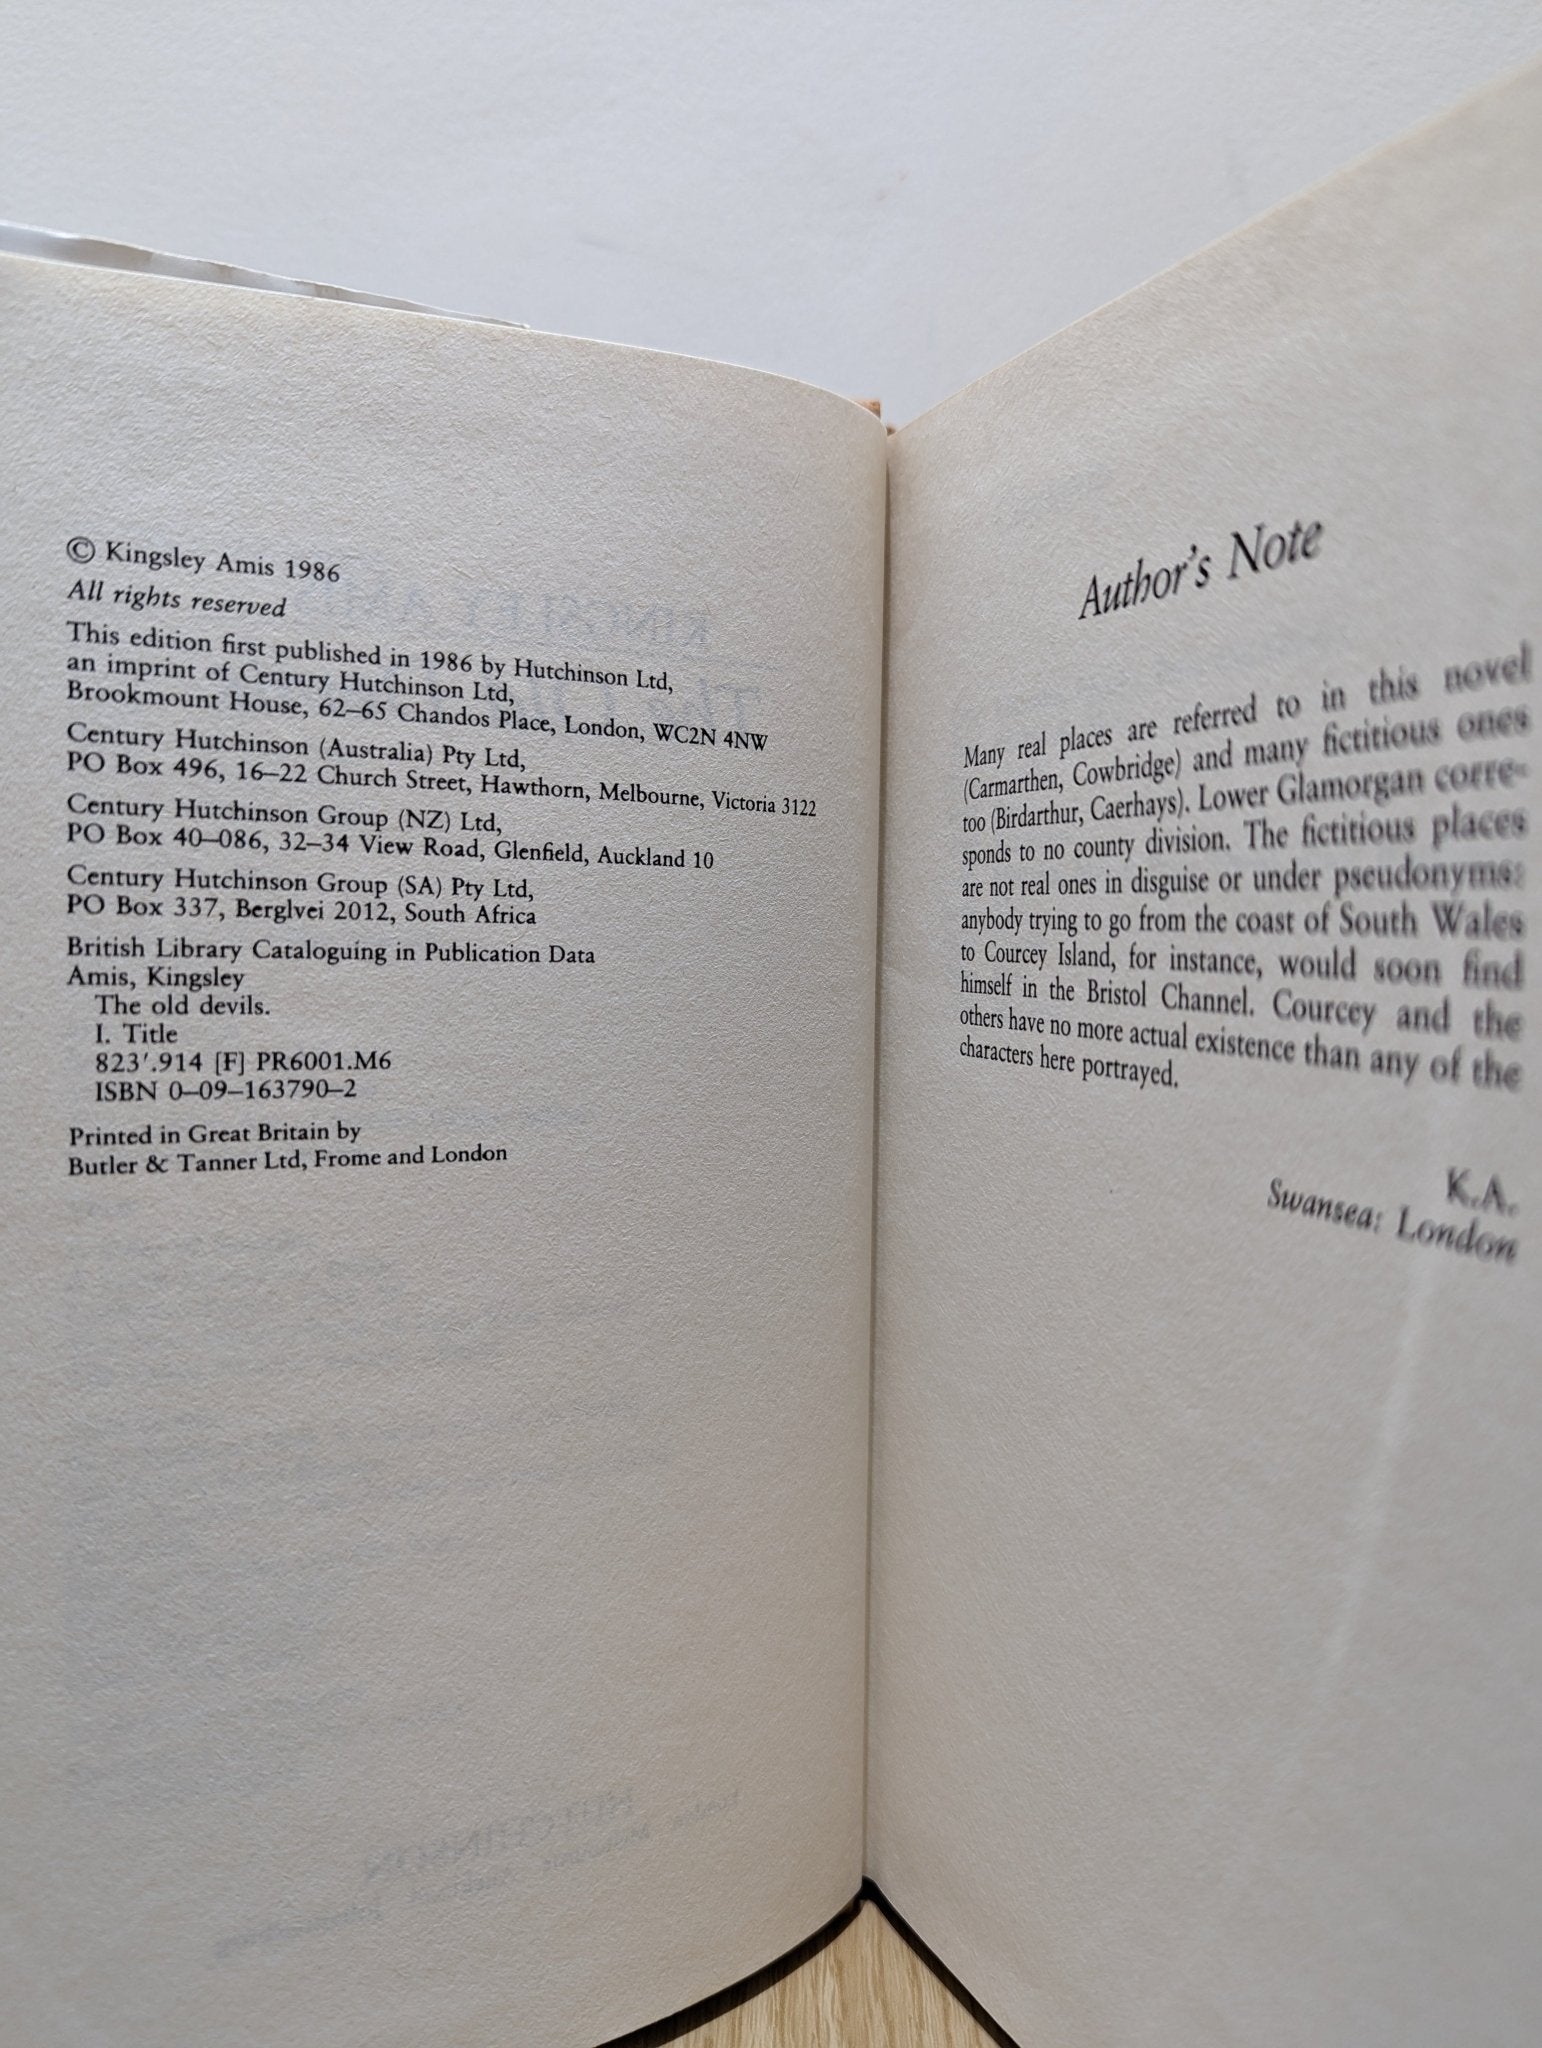 © Kingsley Amis 1986
All rights reserved
This edition first published in 1986 by Hutchinson Ltd,
an imprint of Century Hutchinson Ltd,
Brookmount House, 62–65 Chandos Place, London, WC2N 4NW
Century Hutchinson (Australia) Pty Ltd,
PO Box 496, 16–22 Church Street, Hawthorn, Melbourne, Victoria 3122
Century Hutchinson Group (NZ) Ltd,
PO Box 40–086, 32–34 View Road, Glenfield, Auckland 10
Century Hutchinson Group (SA) Pty Ltd,
PO Box 337, Berglvei 2012, South Africa
British Library Cataloguing in Publication Data
Amis, Kingsley
The old devils.
I. Title
823′.914 [F] PR6001.M6
ISBN 0–09–163790–2
Printed in Great Britain by
Butler & Tanner Ltd, Frome and London
Author's Note
Many real places are referred to in this novel
(Carmarthen, Cowbridge) and many fictitious ones
too (Birdarthur, Caerhays). Lower Glamorgan corre-
sponds to no county division. The fictitious places
are not real ones in disguise or under pseudonyms:
anybody trying to go from the coast of South Wales
to Courcey Island, for instance, would soon find
himself in the Bristol Channel. Courcey and the
others have no more actual existence than any of the
characters here portrayed.
K.A.
Swansea: London